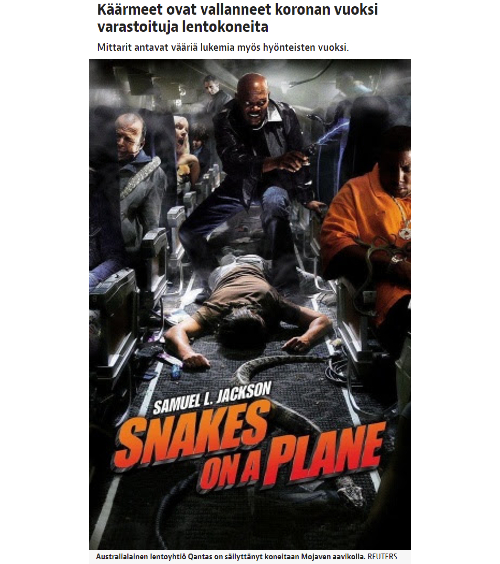 Käärmeet ovat vallanneet koronan vuoksi
varastoituja lentokoneita
Mittarit antavat vääriä lukemia myös hyönteisten vuoksi.
SAMUEL L. JACKSON
SNAKES
ON A PLANE
Australialainen lentoyhtiö Qantas on säilyttänyt koneitaan Mojaven aavikolla. REUTERS